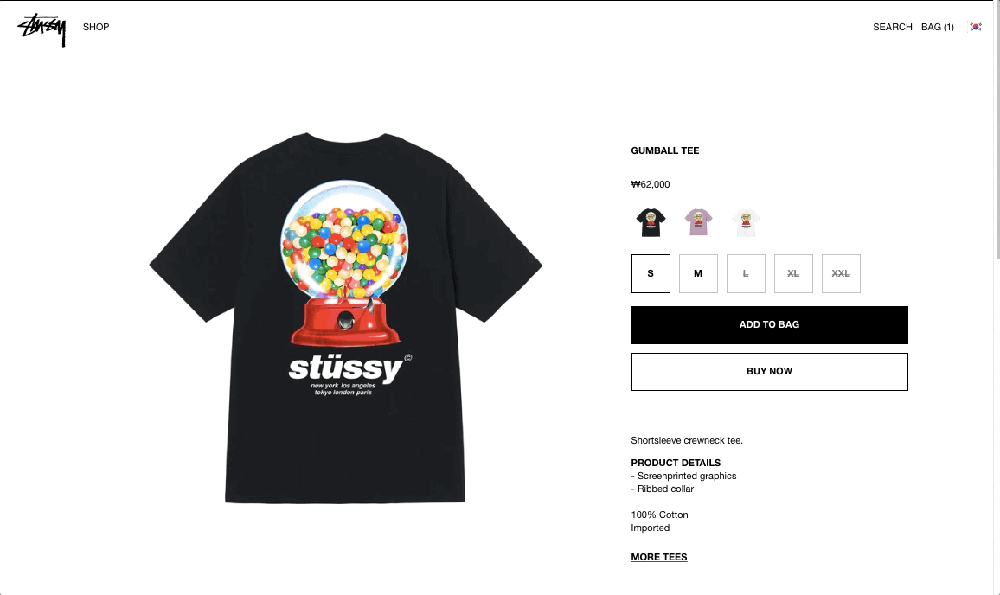 Stüssy
SHOP
SEARCH BAG (1)
GUMBALL TEE
₩62,000
S M L XL XXL
ADD TO BAG
BUY NOW
stüssy©
new york los angeles
tokyo london paris
Shortsleeve crewneck tee.
PRODUCT DETAILS
- Screenprinted graphics
- Ribbed collar
100% Cotton
Imported
MORE TEES